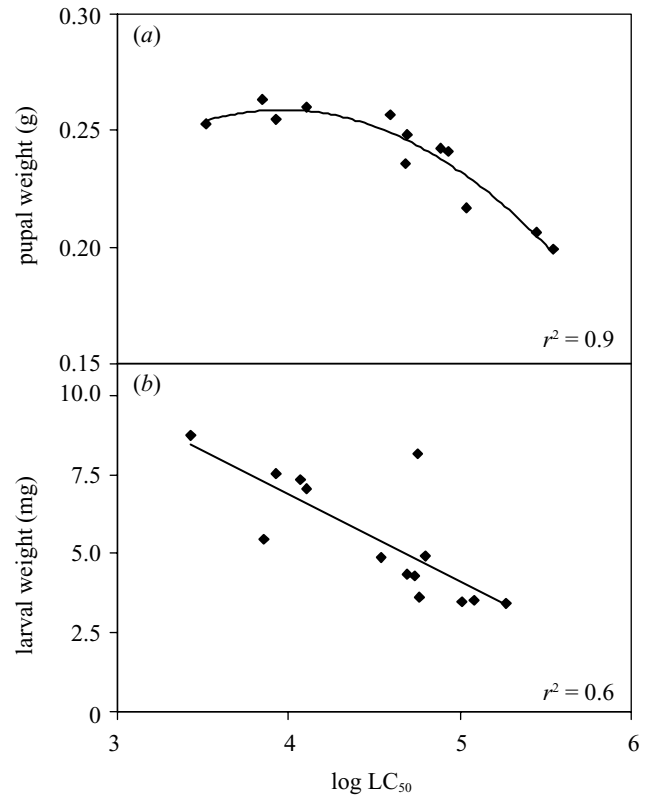 0.30
(a)
0.25
pupal weight (g)
0.20
r² = 0.9
0.15
(b)
10.0
7.5
larval weight (mg)
5.0
2.5
r² = 0.6
0
3 4 5 6
log LC₅₀